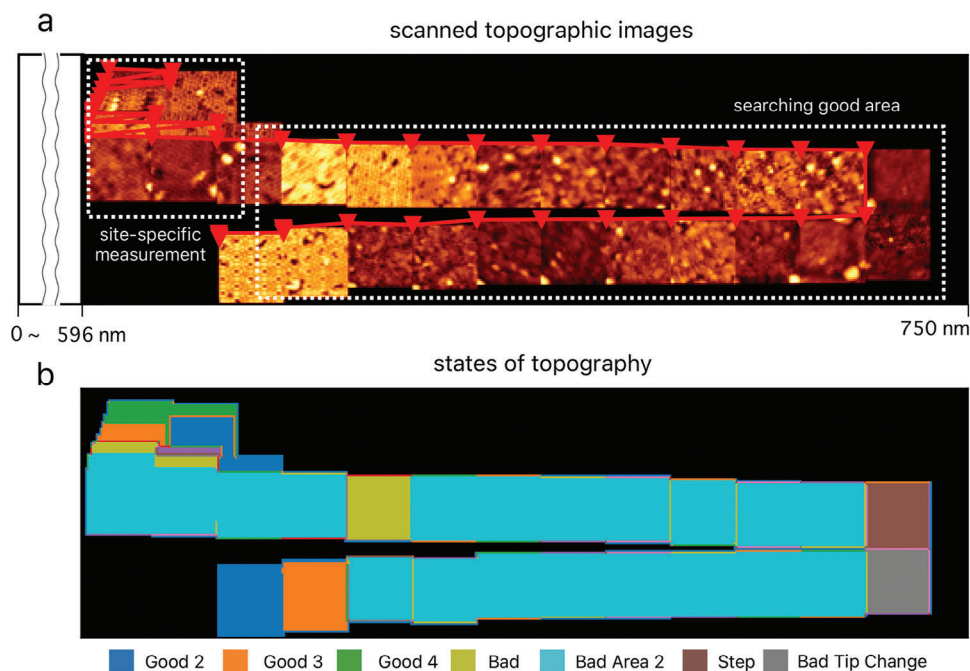 a
scanned topographic images
searching good area
site-specific
measurement
0 ~ 596 nm
750 nm
b
states of topography
Good 2 Good 3 Good 4 Bad Bad Area 2 Step Bad Tip Change